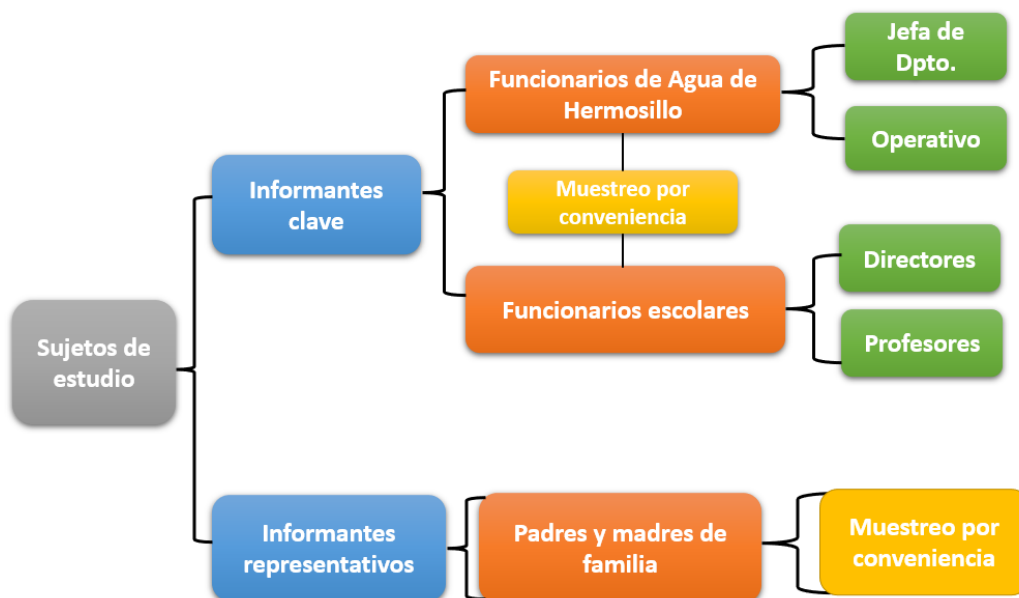 Sujetos de
estudio
Informantes
clave
Funcionarios de Agua de
Hermosillo
Jefa de
Dpto.
Operativo
Muestreo por
conveniencia
Funcionarios escolares
Directores
Profesores
Informantes
representativos
Padres y madres de
familia
Muestreo por
conveniencia